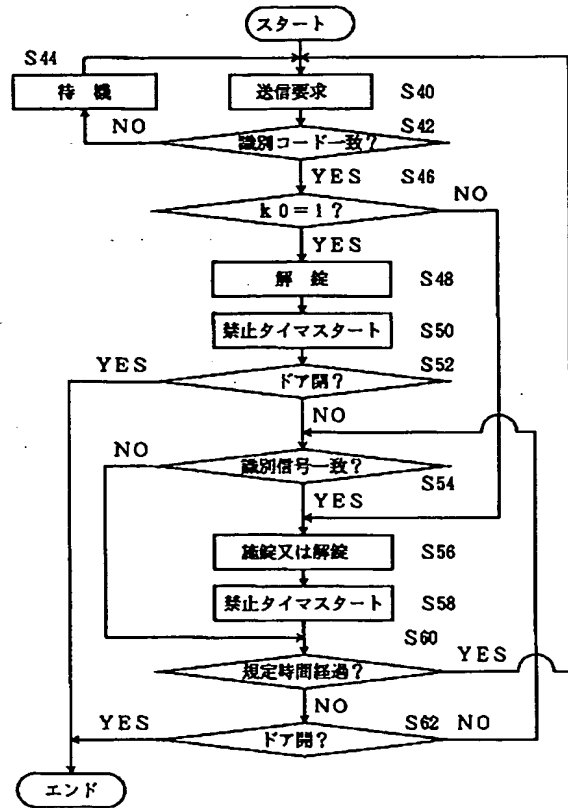 スタート
S44
待 機
送信要求 S40
NO
S42
識別コード一致?
YES S46
NO
k0=1?
YES
解 錠 S48
禁止タイマスタート S50
YES
S52
ドア開?
NO
NO
識別信号一致?
S54
YES
施錠又は解錠 S56
禁止タイマスタート S58
S60
規定時間経過?
YES
NO
YES
S62 NO
ドア開?
エンド